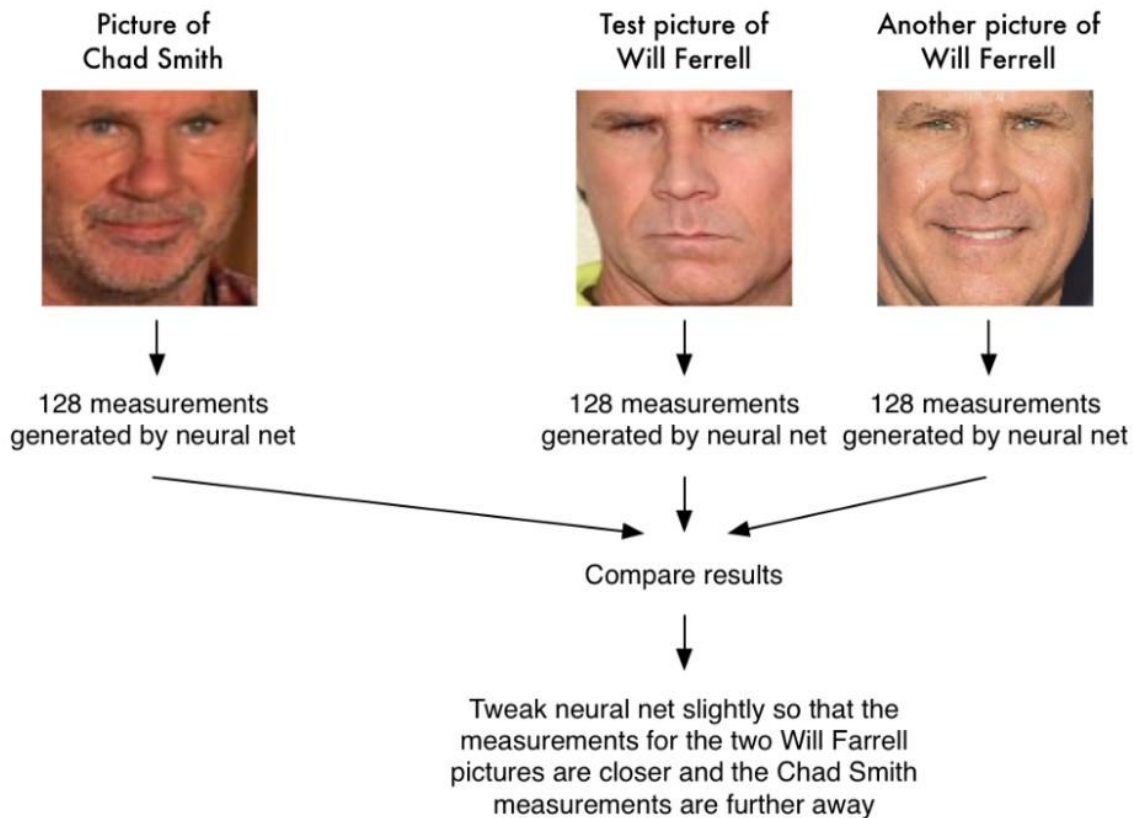 Picture of
Chad Smith
Test picture of
Will Ferrell
Another picture of
Will Ferrell
128 measurements
generated by neural net
128 measurements
generated by neural net
128 measurements
generated by neural net
Compare results
Tweak neural net slightly so that the
measurements for the two Will Farrell
pictures are closer and the Chad Smith
measurements are further away